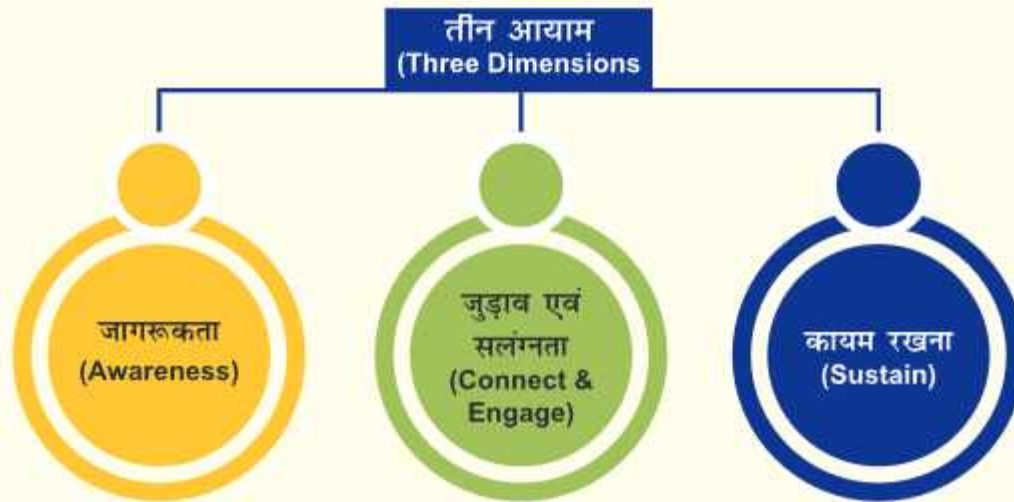 तीन आयाम
(Three Dimensions
जागरूकता
(Awareness)
जुड़ाव एवं
सलंग्नता
(Connect &
Engage)
कायम रखना
(Sustain)